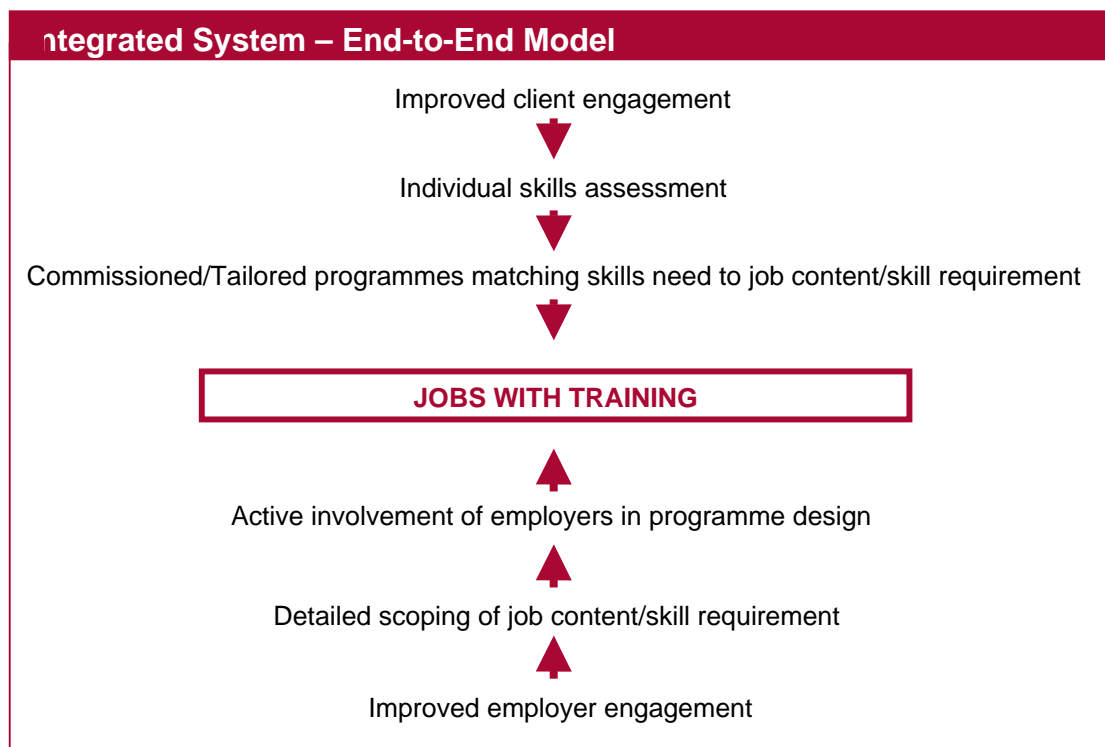 ntegrated System – End-to-End Model
Improved client engagement
Individual skills assessment
Commissioned/Tailored programmes matching skills need to job content/skill requirement
JOBS WITH TRAINING
Active involvement of employers in programme design
Detailed scoping of job content/skill requirement
Improved employer engagement